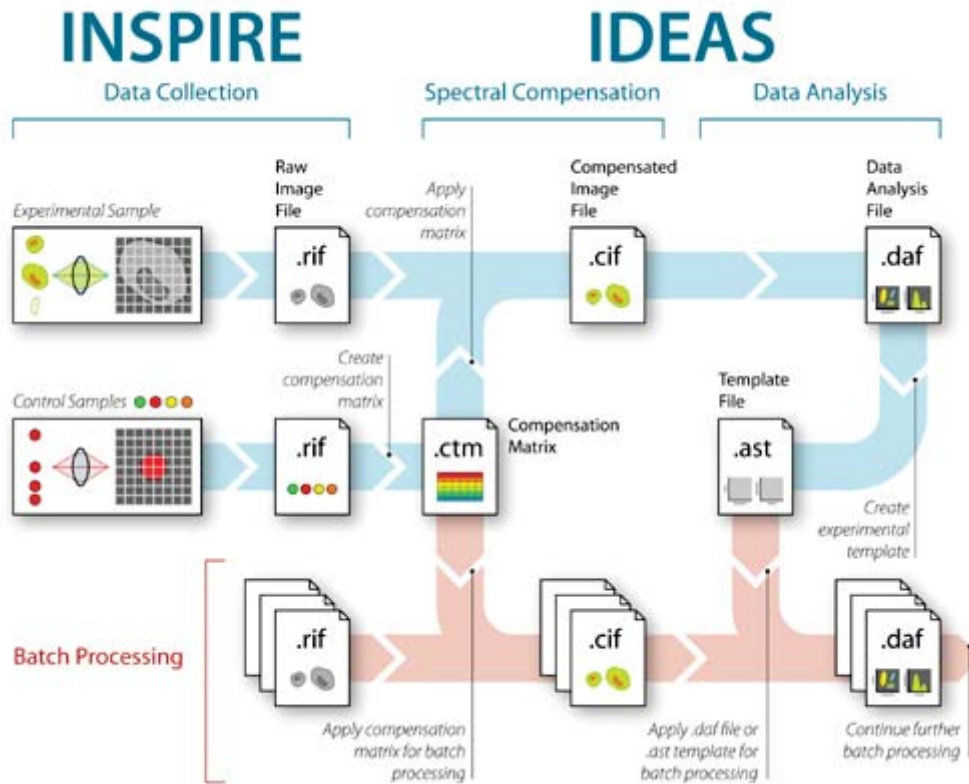 INSPIRE
IDEAS
Data Collection
Spectral Compensation
Data Analysis
Experimental Sample
Raw
Image
File
Apply
compensation
matrix
Compensated
Image
File
Data
Analysis
File
.rif
.cif
.daf
Create
compensation
matrix
Control Samples
.rif
.ctm
Compensation
Matrix
Template
File
.ast
Create
experimental
template
Batch Processing
.rif
.cif
.daf
Apply compensation
matrix for batch
processing
Apply .daf file or
.ast template for
batch processing
Continue further
batch processing